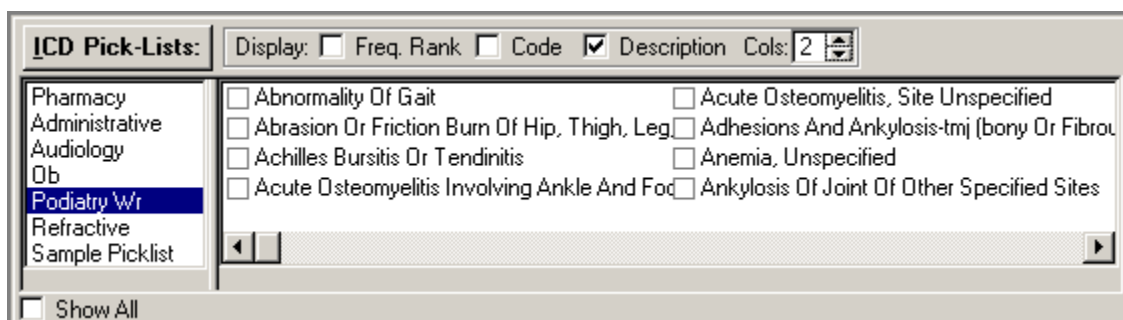 ICD Pick-Lists:
Display: Freq. Rank Code Description Cols: 2
Pharmacy
Administrative
Audiology
Ob
Podiatry Wr
Refractive
Sample Picklist
Abnormality Of Gait
Abrasion Or Friction Burn Of Hip, Thigh, Leg,
Achilles Bursitis Or Tendinitis
Acute Osteomyelitis Involving Ankle And
Acute Osteomyelitis, Site Unspecified
Adhesions And Ankylosis-tmj (bony Or
Anemia, Unspecified
Ankylosis Of Joint Of Other Specified Sites
Show All